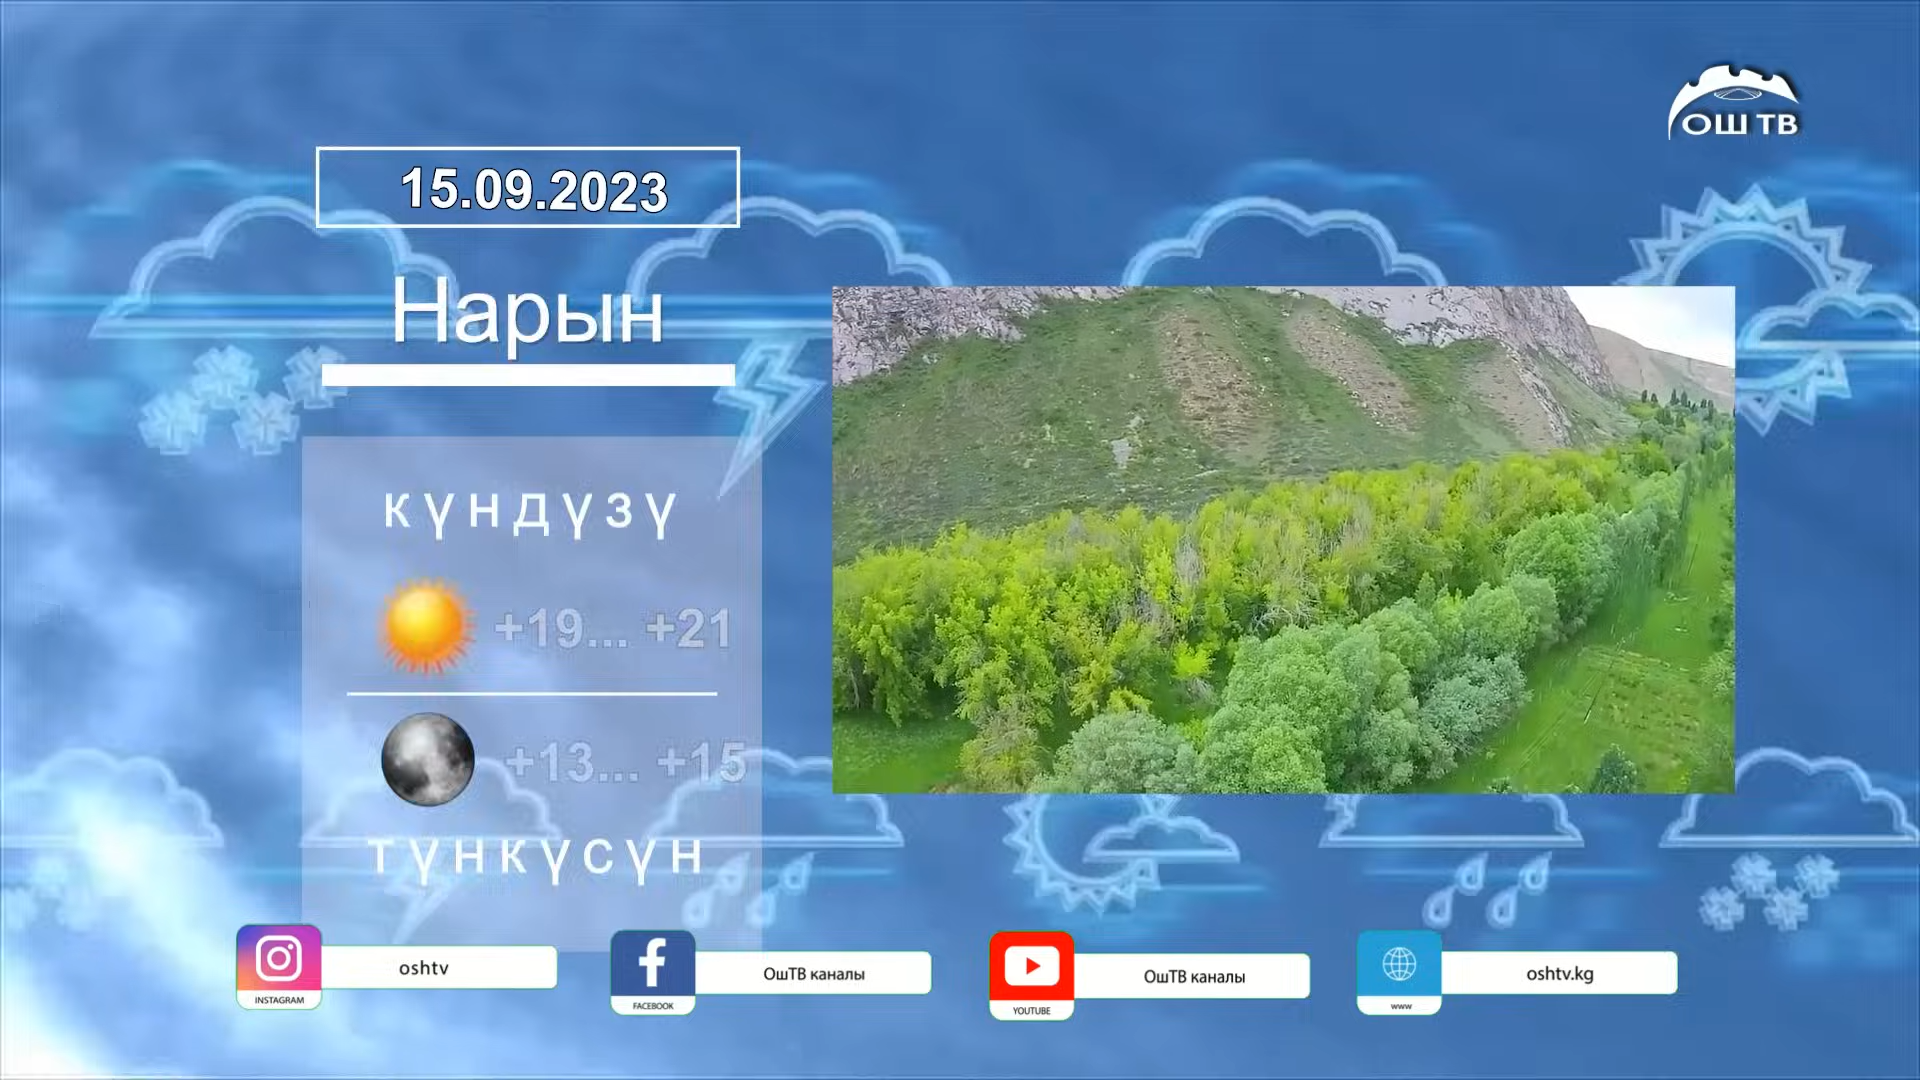 ОШ ТВ
15.09.2023
Нарын
күндүзү
+19... +21
+13... +15
түнкүсүн
oshtv
INSTAGRAM
ОшТВ каналы
FACEBOOK
ОшТВ каналы
YOUTUBE
oshtv.kg
www